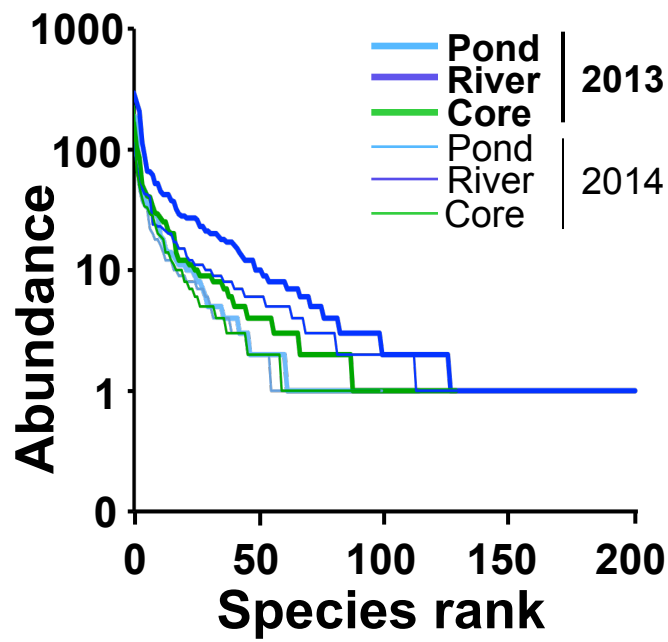 1000
100
10
1
0
Abundance
Pond
River
Core
2013
Pond
River
Core
2014
0 50 100 150 200
Species rank